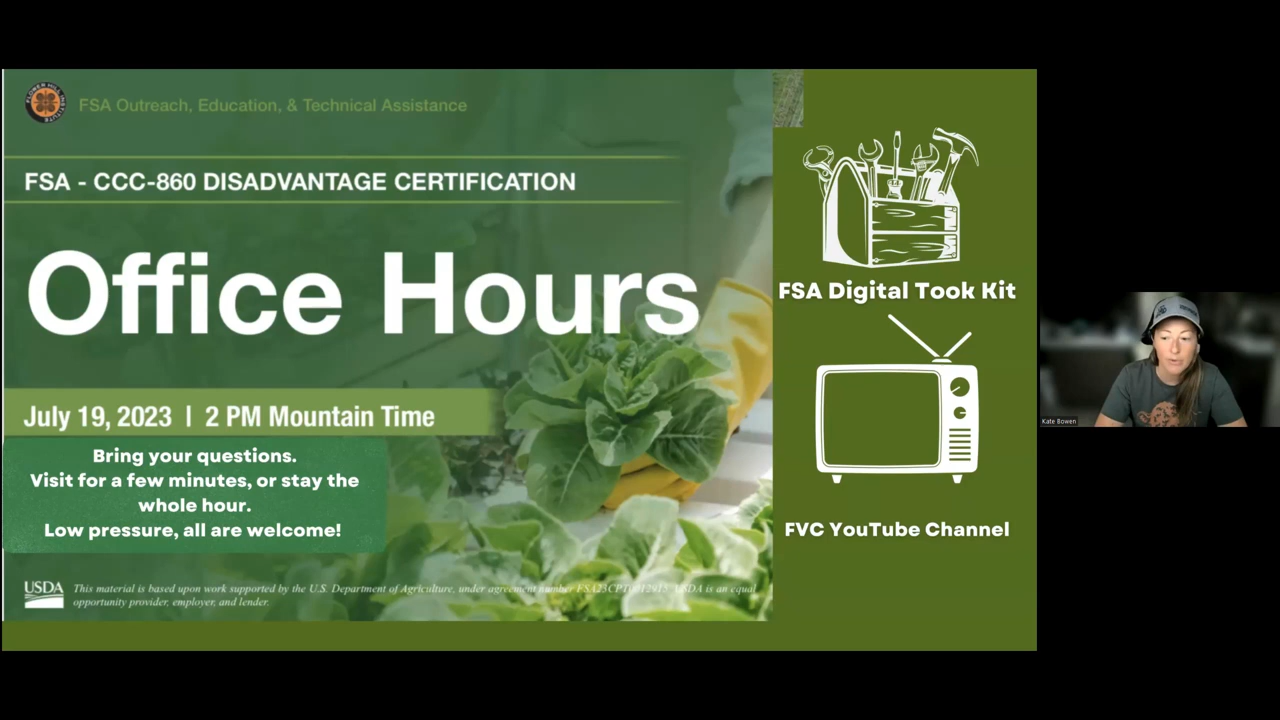 FLOWER HILL INSTITUTE
FSA Outreach, Education, & Technical Assistance
FSA - CCC-860 DISADVANTAGE CERTIFICATION
Office Hours
July 19, 2023 | 2 PM Mountain Time
Bring your questions.
Visit for a few minutes, or stay the
whole hour.
Low pressure, all are welcome!
USDA
This material is based upon work supported by the U.S. Department of Agriculture, under agreement number USDA is an equal
opportunity provider, employer, and lender.
FSA Digital Took Kit
FVC YouTube Channel
Kate Bowen